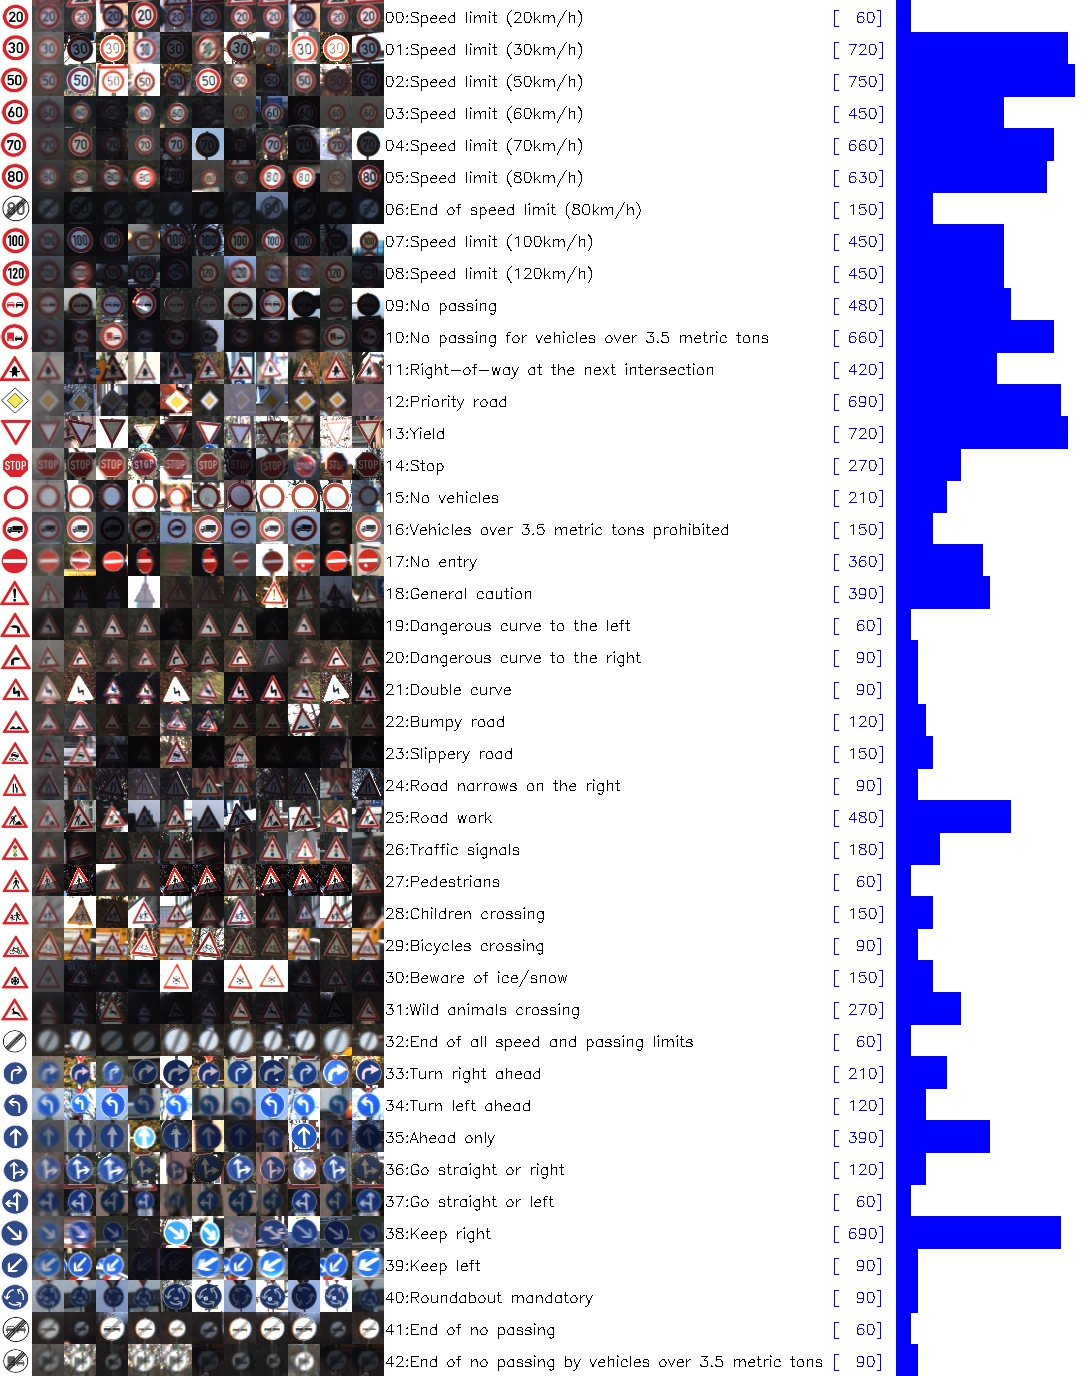 20 00:Speed limit (20km/h) [ 60]
30 01:Speed limit (30km/h) [ 720]
50 02:Speed limit (50km/h) [ 750]
60 03:Speed limit (60km/h) [ 450]
70 04:Speed limit (70km/h) [ 660]
80 05:Speed limit (80km/h) [ 630]
80 06:End of speed limit (80km/h) [ 150]
100 07:Speed limit (100km/h) [ 450]
120 08:Speed limit (120km/h) [ 450]
09:No passing [ 480]
10:No passing for vehicles over 3.5 metric tons [ 660]
11:Right-of-way at the next intersection [ 420]
12:Priority road [ 690]
13:Yield [ 720]
STOP 14:Stop [ 270]
15:No vehicles [ 210]
16:Vehicles over 3.5 metric tons prohibited [ 150]
17:No entry [ 360]
18:General caution [ 390]
19:Dangerous curve to the left [ 60]
20:Dangerous curve to the right [ 90]
21:Double curve [ 90]
22:Bumpy road [ 120]
23:Slippery road [ 150]
24:Road narrows on the right [ 90]
25:Road work [ 480]
26:Traffic signals [ 180]
27:Pedestrians [ 60]
28:Children crossing [ 150]
29:Bicycles crossing [ 90]
30:Beware of ice/snow [ 150]
31:Wild animals crossing [ 270]
32:End of all speed and passing limits [ 60]
33:Turn right ahead [ 210]
34:Turn left ahead [ 120]
35:Ahead only [ 390]
36:Go straight or right [ 120]
37:Go straight or left [ 60]
38:Keep right [ 690]
39:Keep left [ 90]
40:Roundabout mandatory [ 90]
41:End of no passing [ 60]
42:End of no passing by vehicles over 3.5 metric tons [ 90]